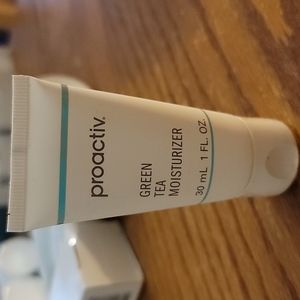 proactiv.
GREEN
TEA
MOISTURIZER
30 mL 1 FL. OZ.